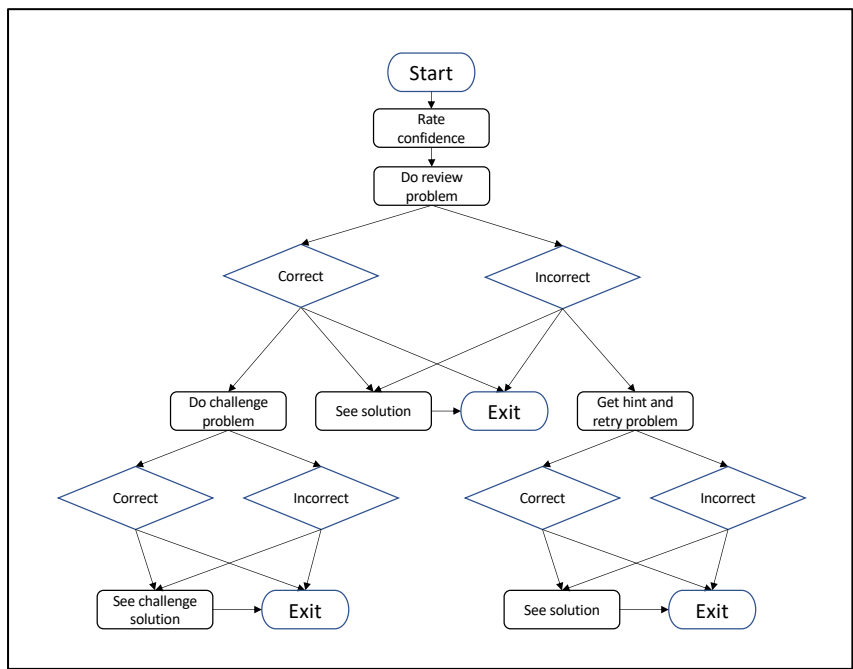 Start
Rate
confidence
Do review
problem
Correct
Incorrect
Do challenge
problem
See solution
Exit
Get hint and
retry problem
Correct
Incorrect
Correct
Incorrect
See challenge
solution
Exit
See solution
Exit